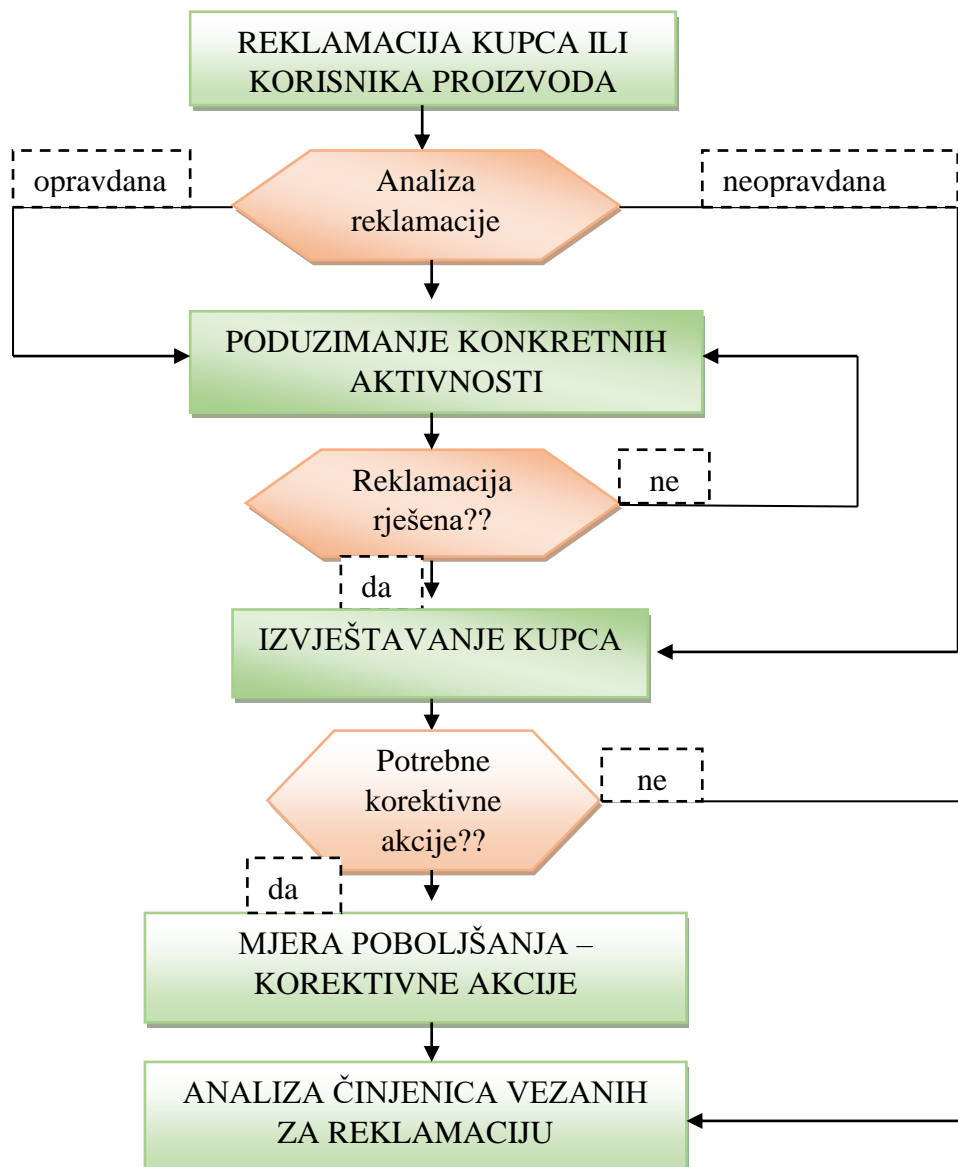 REKLAMACIJA KUPCA ILI
KORISNIKA PROIZVODA
opravdana
Analiza
reklamacije
neopravdana
PODUZIMANJE KONKRETNIH
AKTIVNOSTI
Reklamacija
rješena??
ne
da
IZVJEŠTAVANJE KUPCA
Potrebne
korektivne
akcije??
ne
da
MJERA POBOLJŠANJA –
KOREKTIVNE AKCIJE
ANALIZA ČINJENICA VEZANIH
ZA REKLAMACIJU